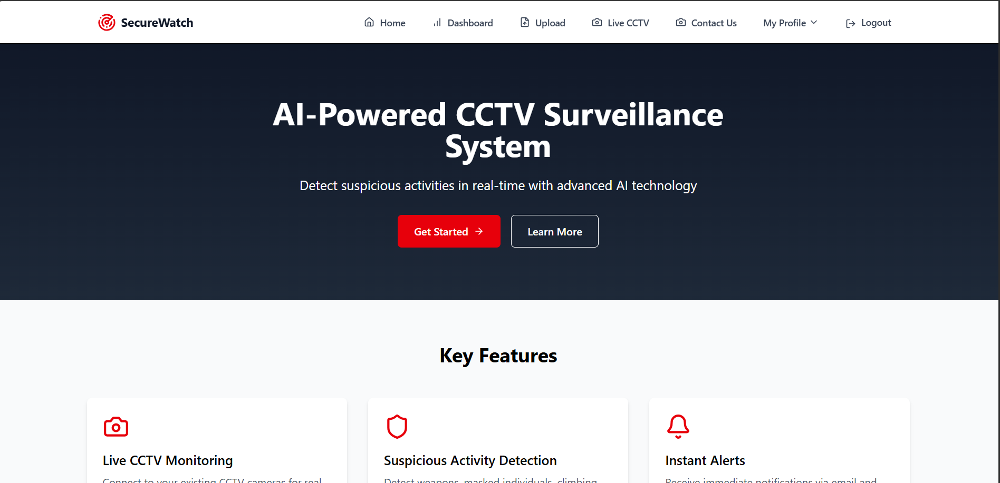 SecureWatch
Home
Dashboard
Upload
Live CCTV
Contact Us
My Profile
Logout
AI-Powered CCTV Surveillance
System
Detect suspicious activities in real-time with advanced AI technology
Get Started
Learn More
Key Features
Live CCTV Monitoring
Suspicious Activity Detection
Instant Alerts
Connect to your existing CCTV cameras for real
Detect weapons, masked individuals, climbing
Receive immediate notifications via email and